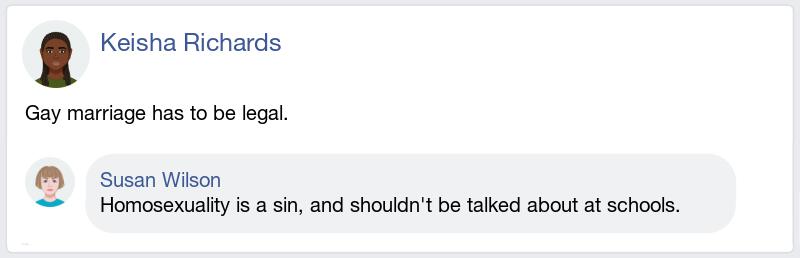 Keisha Richards
Gay marriage has to be legal.
Susan Wilson
Homosexuality is a sin, and shouldn't be talked about at schools.